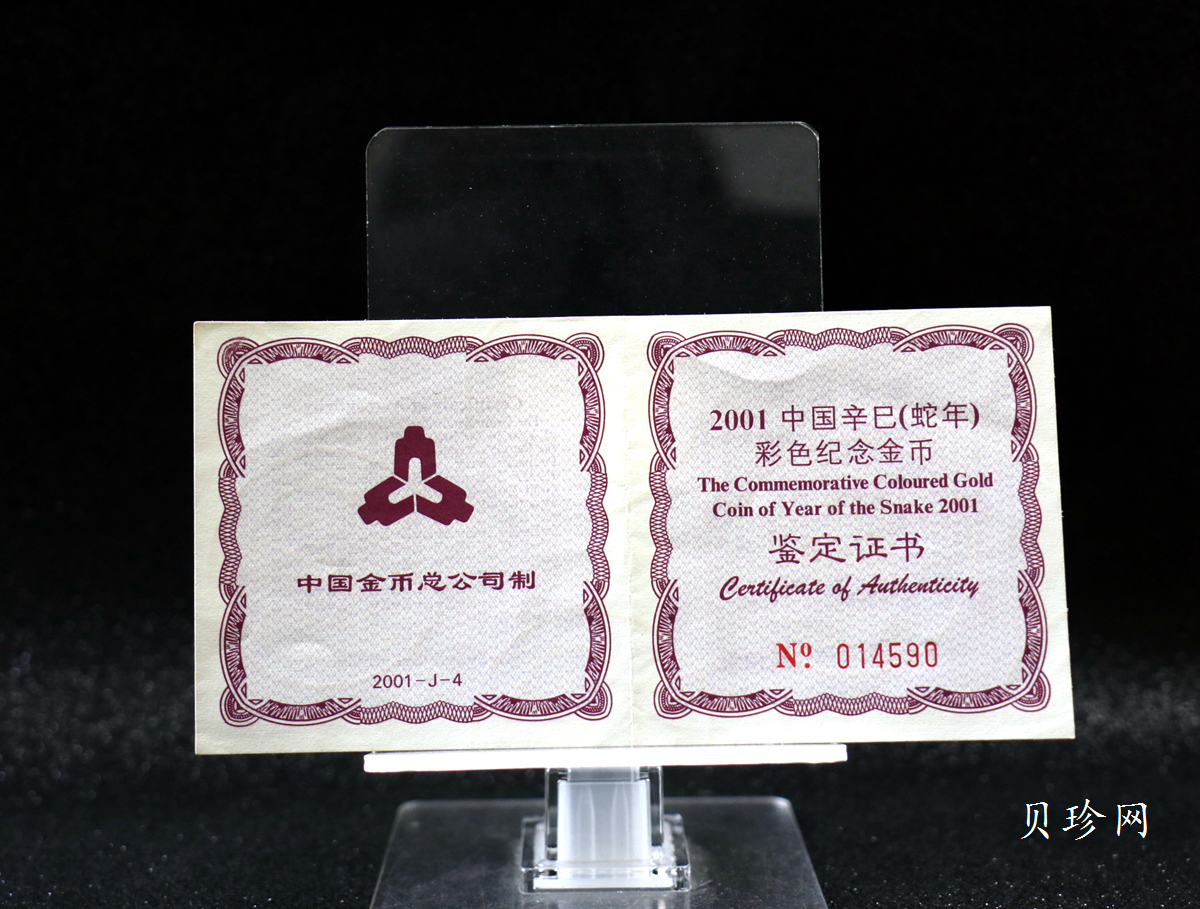 中国金币总公司制
2001-J-4
2001 中国辛巳(蛇年)
彩色纪念金币
The Commemorative Coloured Gold
Coin of Year of the Snake 2001
鉴定证书
Certificate of Authenticity
Nº 014590
贝珍网